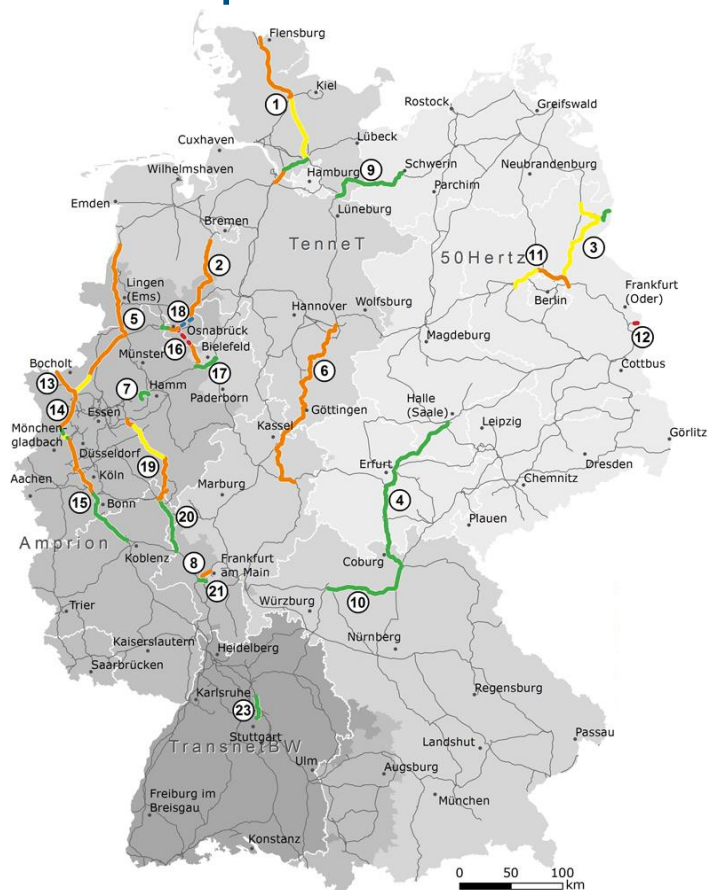 Flensburg
Kiel
1
Rostock
Greifswald
Cuxhaven
Lübeck
9
Schwerin
Neubrandenburg
Wilhelmshaven
Hamburg
Parchim
Emden
Lüneburg
Bremen
TenneT
3
2
50Hertz
11
Lingen
(Ems)
18
Hannover
Wolfsburg
Berlin
Frankfurt
(Oder)
5
Osnabrück
12
16
Bielefeld
Magdeburg
Münster
6
Bocholt
17
Cottbus
13
7
Hamm
Paderborn
14
Essen
Göttingen
Halle
(Saale)
Mönchen-
gladbach
Kassel
Leipzig
Görlitz
Düsseldorf
19
Erfurt
Dresden
Aachen
Köln
Marburg
4
Chemnitz
15
Bonn
20
Plauen
Amprion
Koblenz
8
Frankfurt
am Main
Coburg
21
10
Trier
Würzburg
Nürnberg
Kaiserslautern
Heidelberg
Saarbrücken
Karlsruhe
Regensburg
23
Stuttgart
Passau
TransnetBW
Landshut
Ulm
Augsburg
Freiburg im
Breisgau
München
Konstanz
0 50 100
km